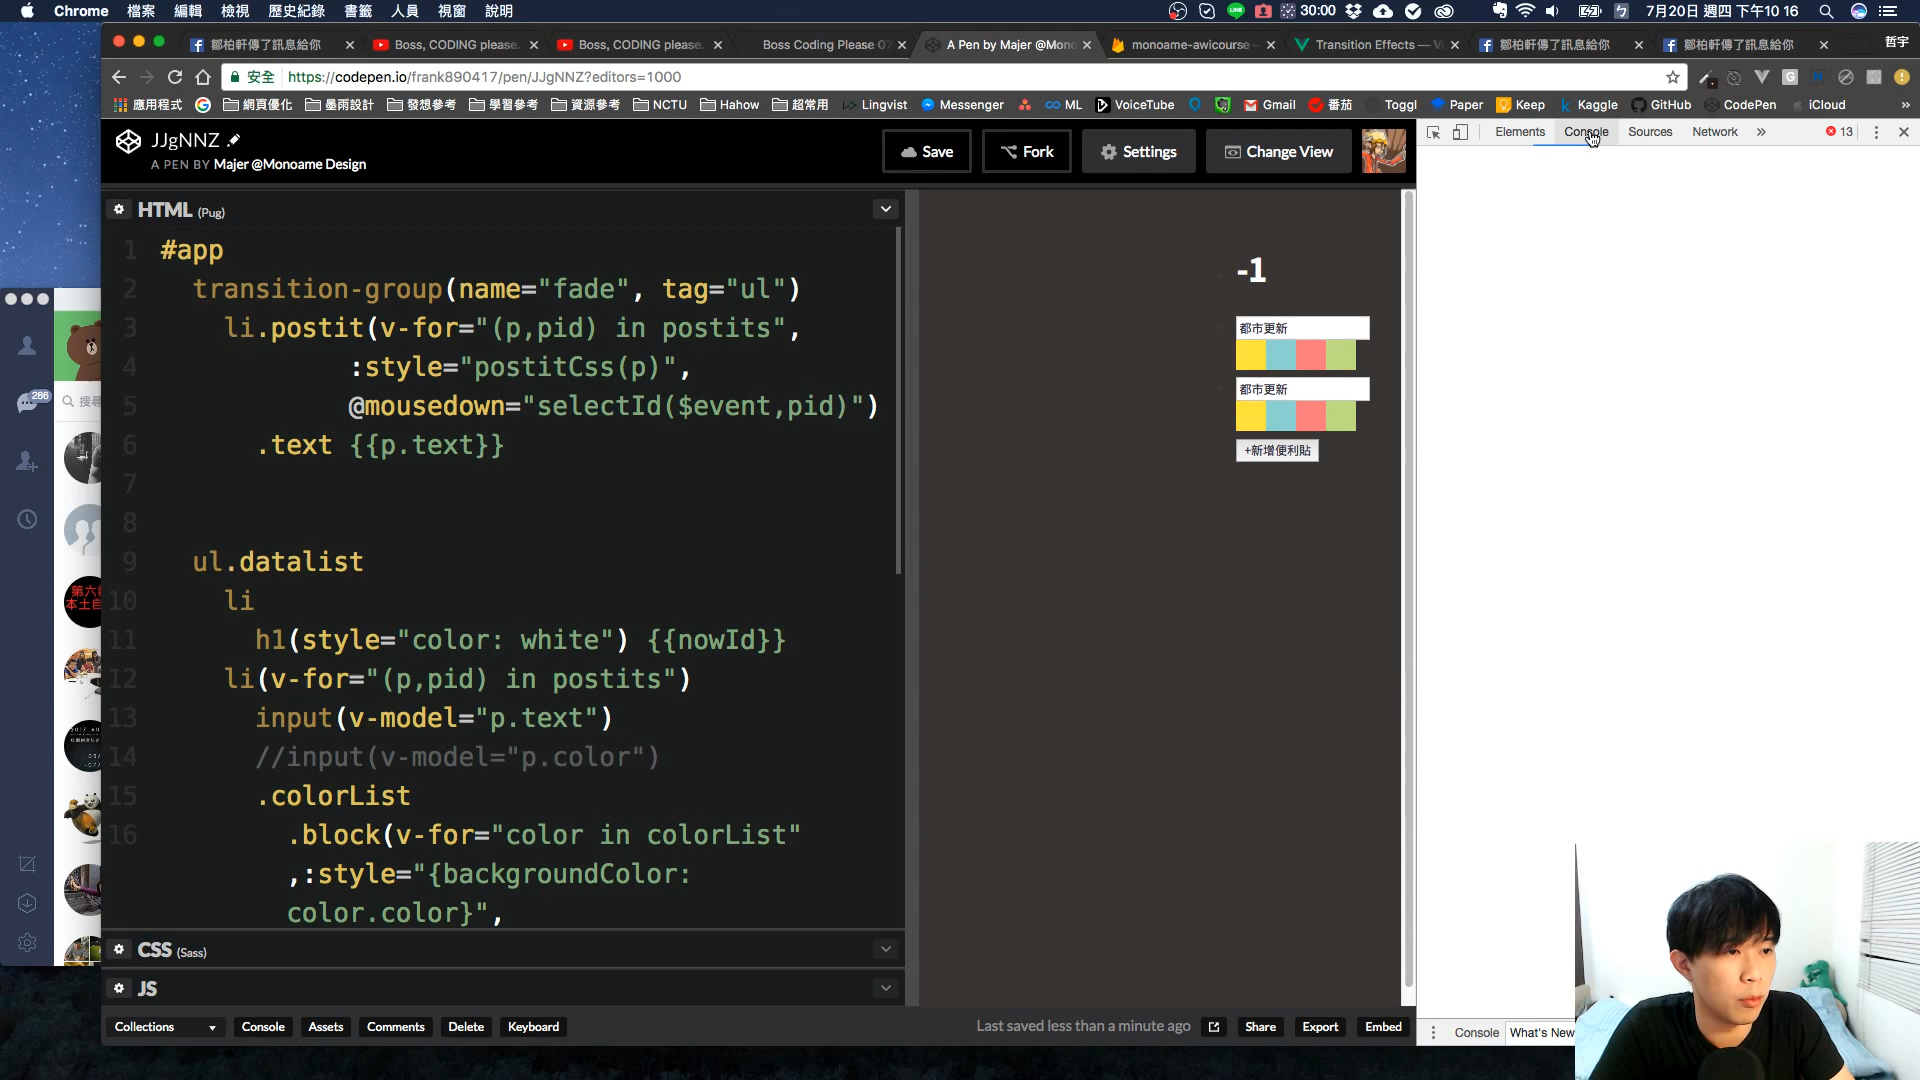 Chrome 檔案 編輯 檢視 歷史紀錄 書籤 人員 視窗 說明 30:00 7月20日 週四 下午10 16
鄒柏軒傳了訊息給你 Boss, CODING please. Boss, CODING please. Boss Coding Please 07 A Pen by Majer @Mono monoame-awicourse Transition Effects — V 鄒柏軒傳了訊息給你 鄒柏軒傳了訊息給你 哲宇
安全 https://codepen.io/frank890417/pen/JJgNNZ?editors=1000
應用程式 網頁優化 墨雨設計 發想參考 學習參考 資源參考 NCTU Hahow 超常用 Lingvist Messenger ML VoiceTube Gmail 番茄 Toggl Paper Keep Kaggle GitHub CodePen iCloud »
JJgNNZ
A PEN BY Majer @Monoame Design
Save Fork Settings Change View
Elements Console Sources Network » 13
HTML (Pug)
1 #app
2 transition-group(name="fade", tag="ul")
3 li.postit(v-for="(p,pid) in postits",
4 :style="postitCss(p)",
5 @mousedown="selectId($event,pid)")
6 .text {{p.text}}
7
8
9 ul.datalist
10 li
11 h1(style="color: white") {{nowId}}
12 li(v-for="(p,pid) in postits")
13 input(v-model="p.text")
14 //input(v-model="p.color")
15 .colorList
16 .block(v-for="color in colorList"
,:style="{backgroundColor:
color.color}",
-1
都市更新
都市更新
+新增便利貼
286
搜尋
第六
本土自
CSS (Sass)
JS
Collections Console Assets Comments Delete Keyboard
Last saved less than a minute ago Share Export Embed
Console What's New